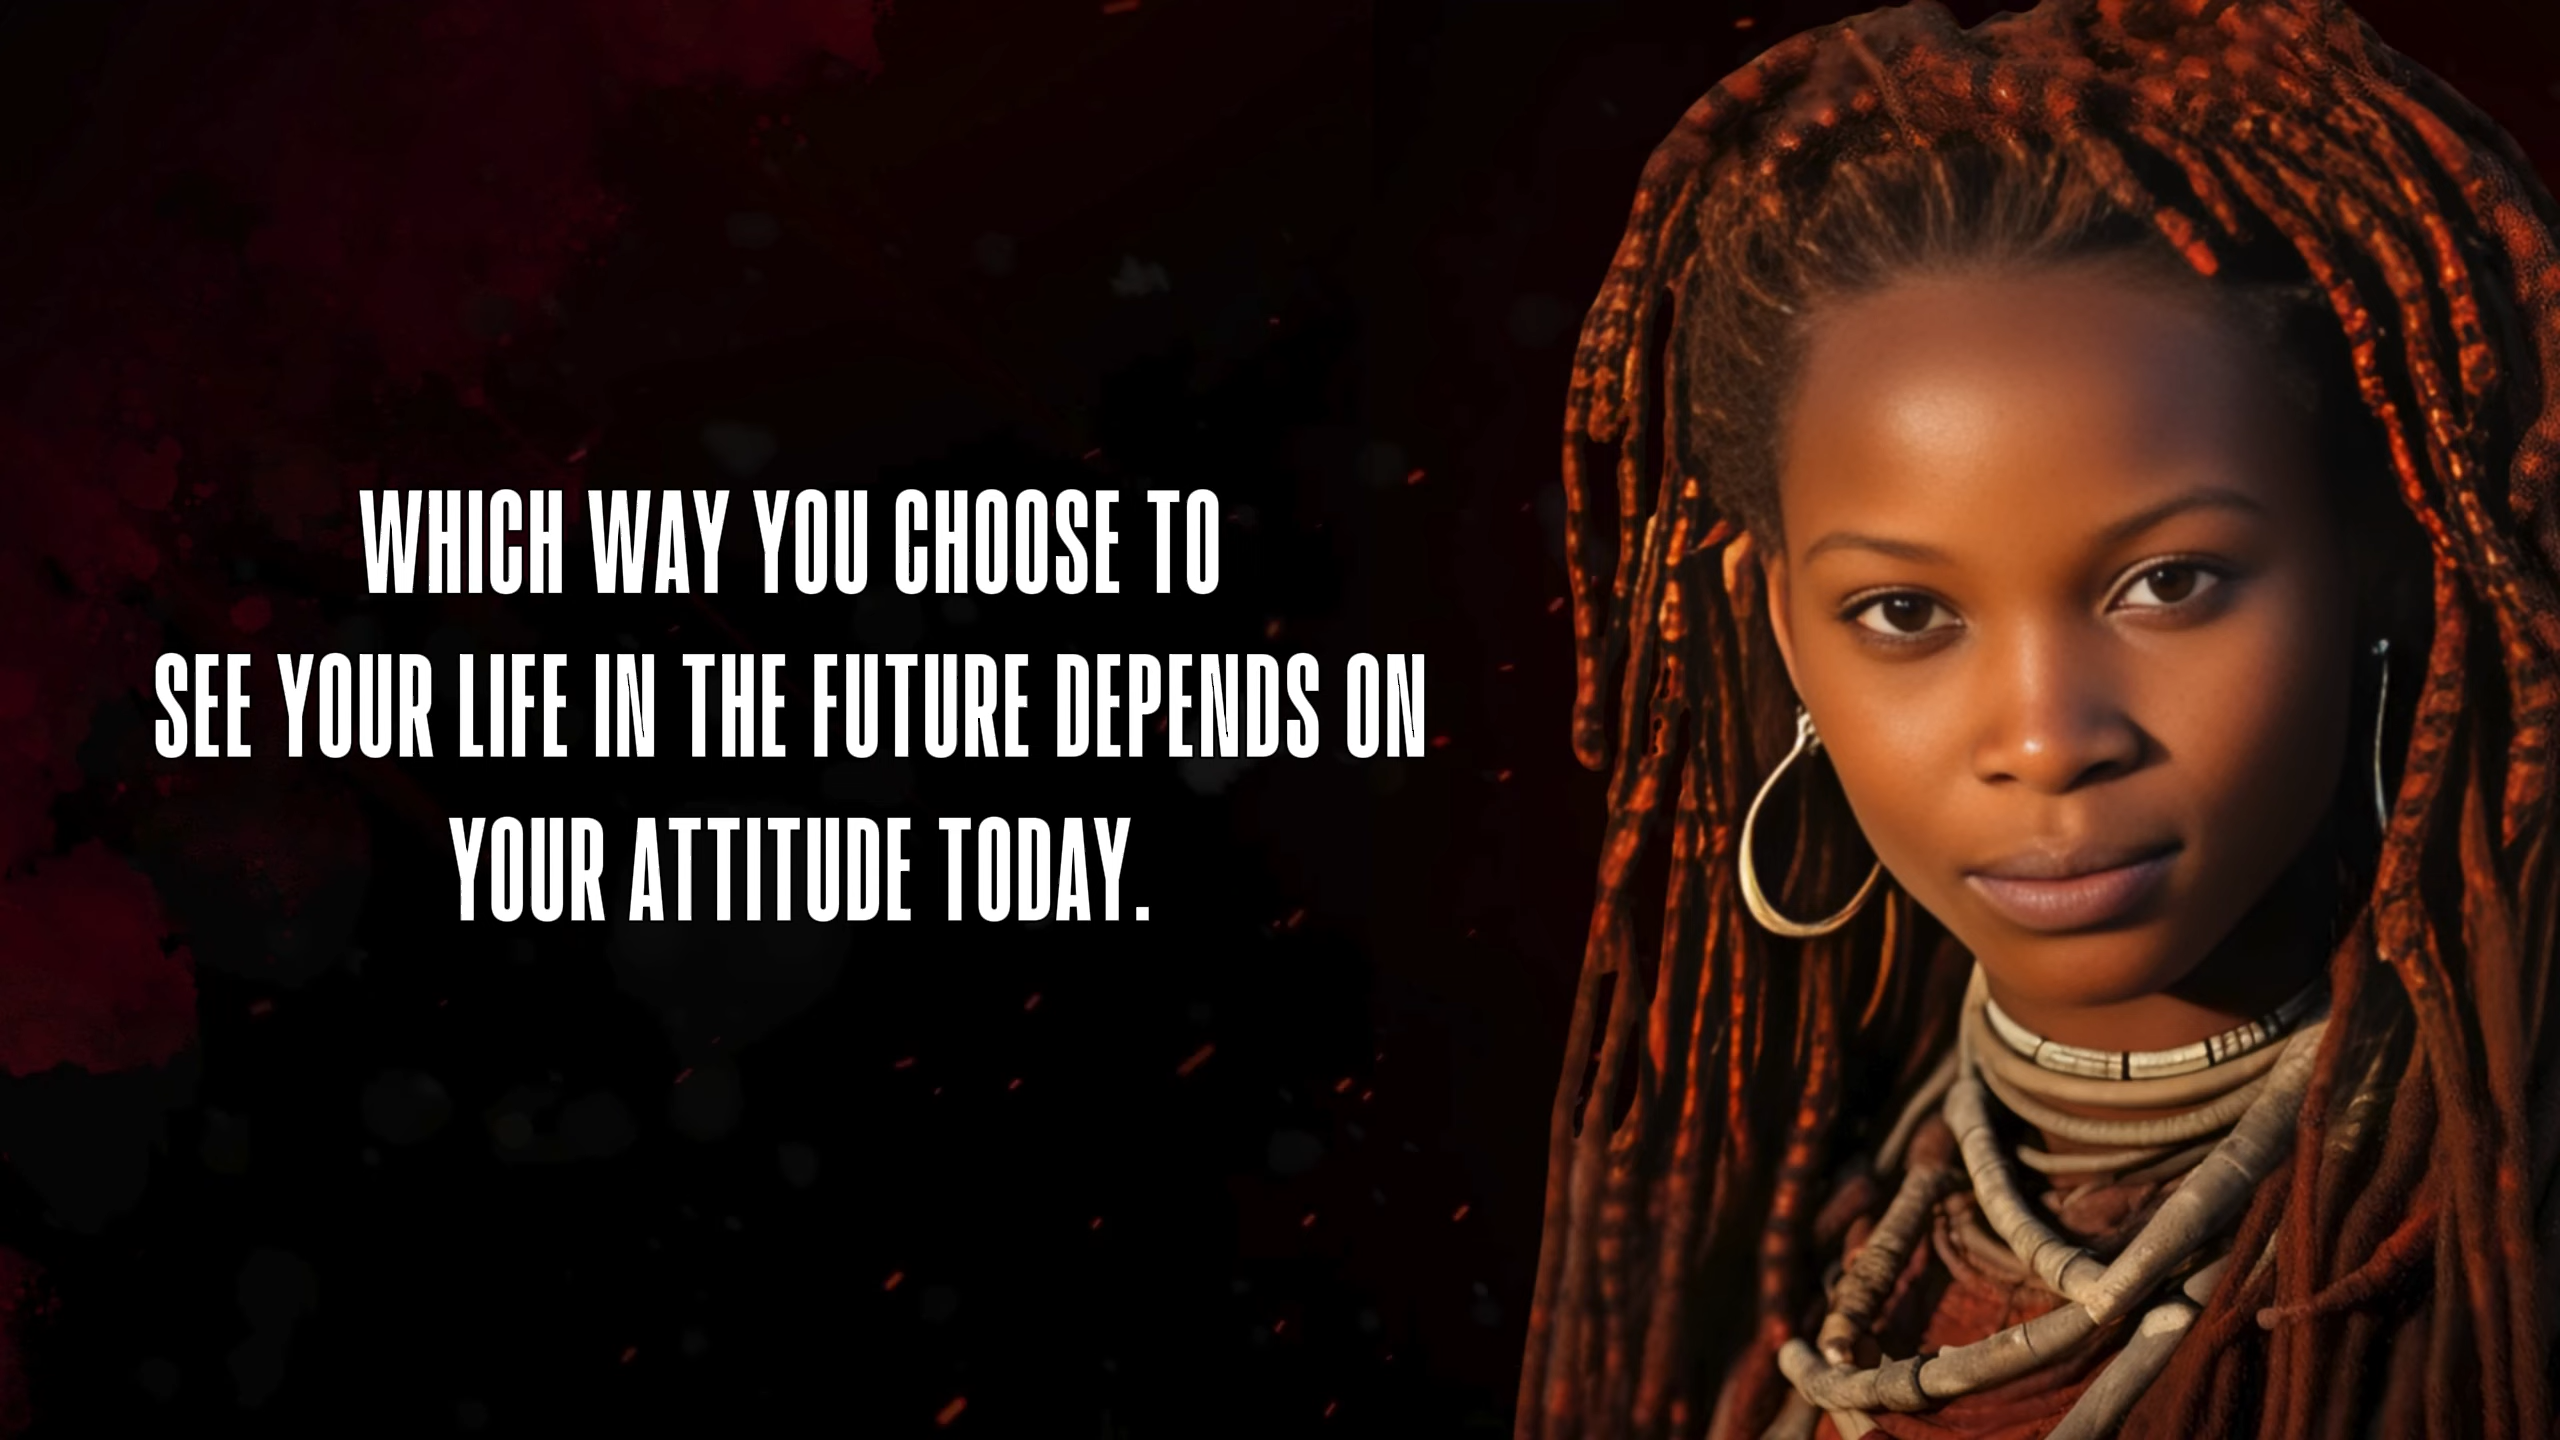 WHICH WAY YOU CHOOSE TO
SEE YOUR LIFE IN THE FUTURE DEPENDS ON
YOUR ATTITUDE TODAY.